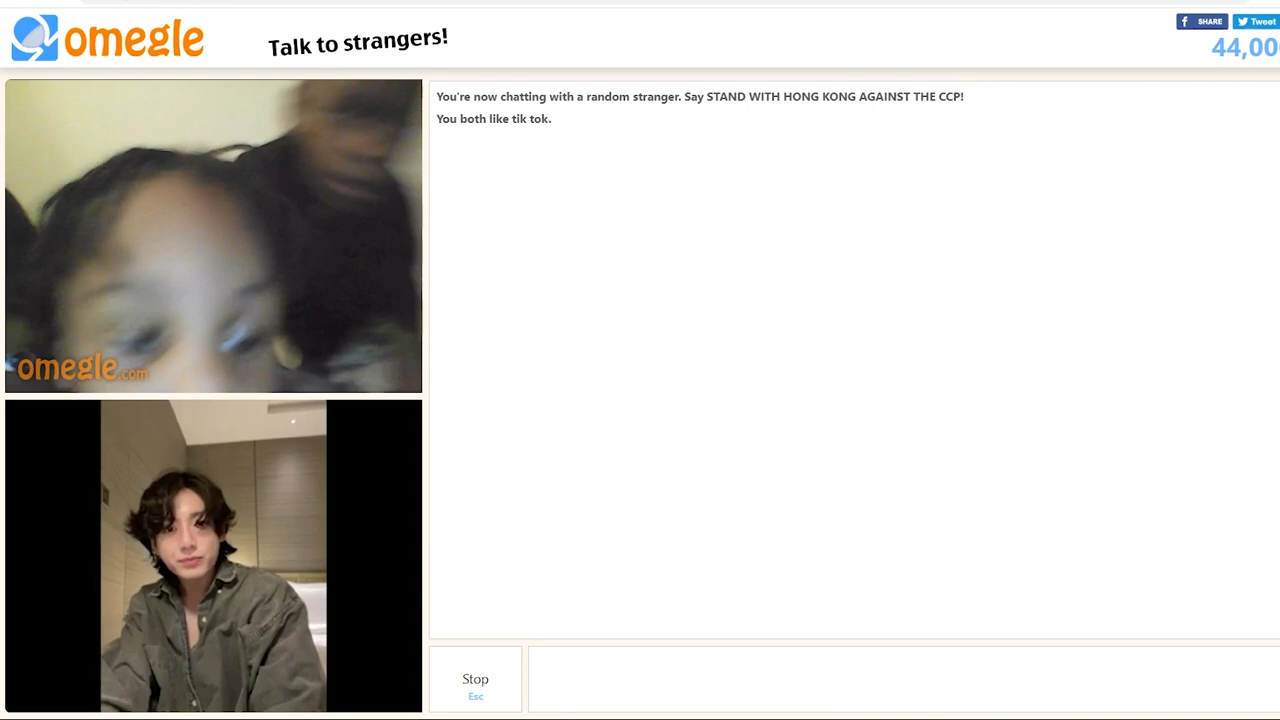 omegle
Talk to strangers!
SHARE
Tweet
44,00
You're now chatting with a random stranger. Say STAND WITH HONG KONG AGAINST THE CCP!
You both like tik tok.
omegle.com
Stop
Esc